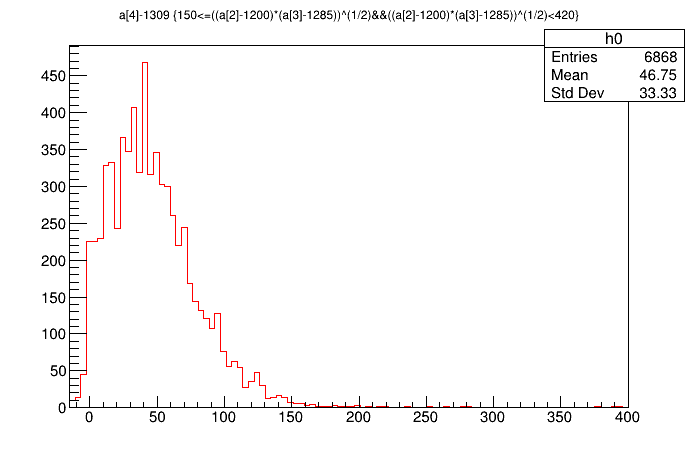 a[4]-1309 {150<=((a[2]-1200)*(a[3]-1285))^(1/2)&&((a[2]-1200)*(a[3]-1285))^(1/2)<420}
h0
Entries 6868
Mean 46.75
Std Dev 33.33
450
400
350
300
250
200
150
100
50
0
0 50 100 150 200 250 300 350 400